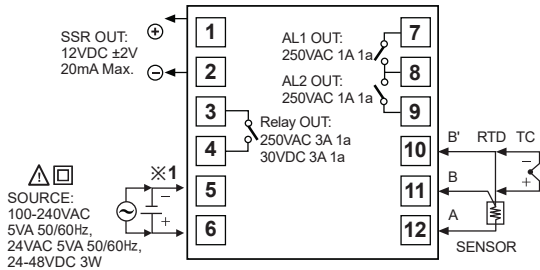 SSR OUT:
12VDC ±2V
20mA Max.
+
−
1
2
3
4
5
6
7
8
9
10
11
12
AL1 OUT:
250VAC 1A 1a
AL2 OUT:
250VAC 1A 1a
Relay OUT:
250VAC 3A 1a
30VDC 3A 1a
※1
−
+
SOURCE:
100-240VAC
5VA 50/60Hz,
24VAC 5VA 50/60Hz,
24-48VDC 3W
B' RTD TC
B
A
−
+
SENSOR